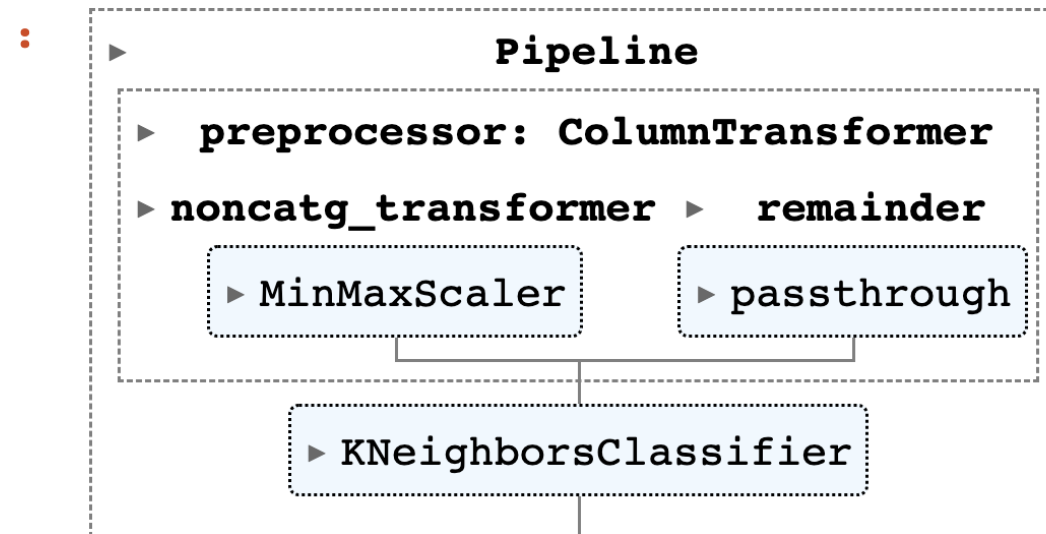 :
Pipeline
preprocessor: ColumnTransformer
noncatg_transformer remainder
MinMaxScaler passthrough
KNeighborsClassifier